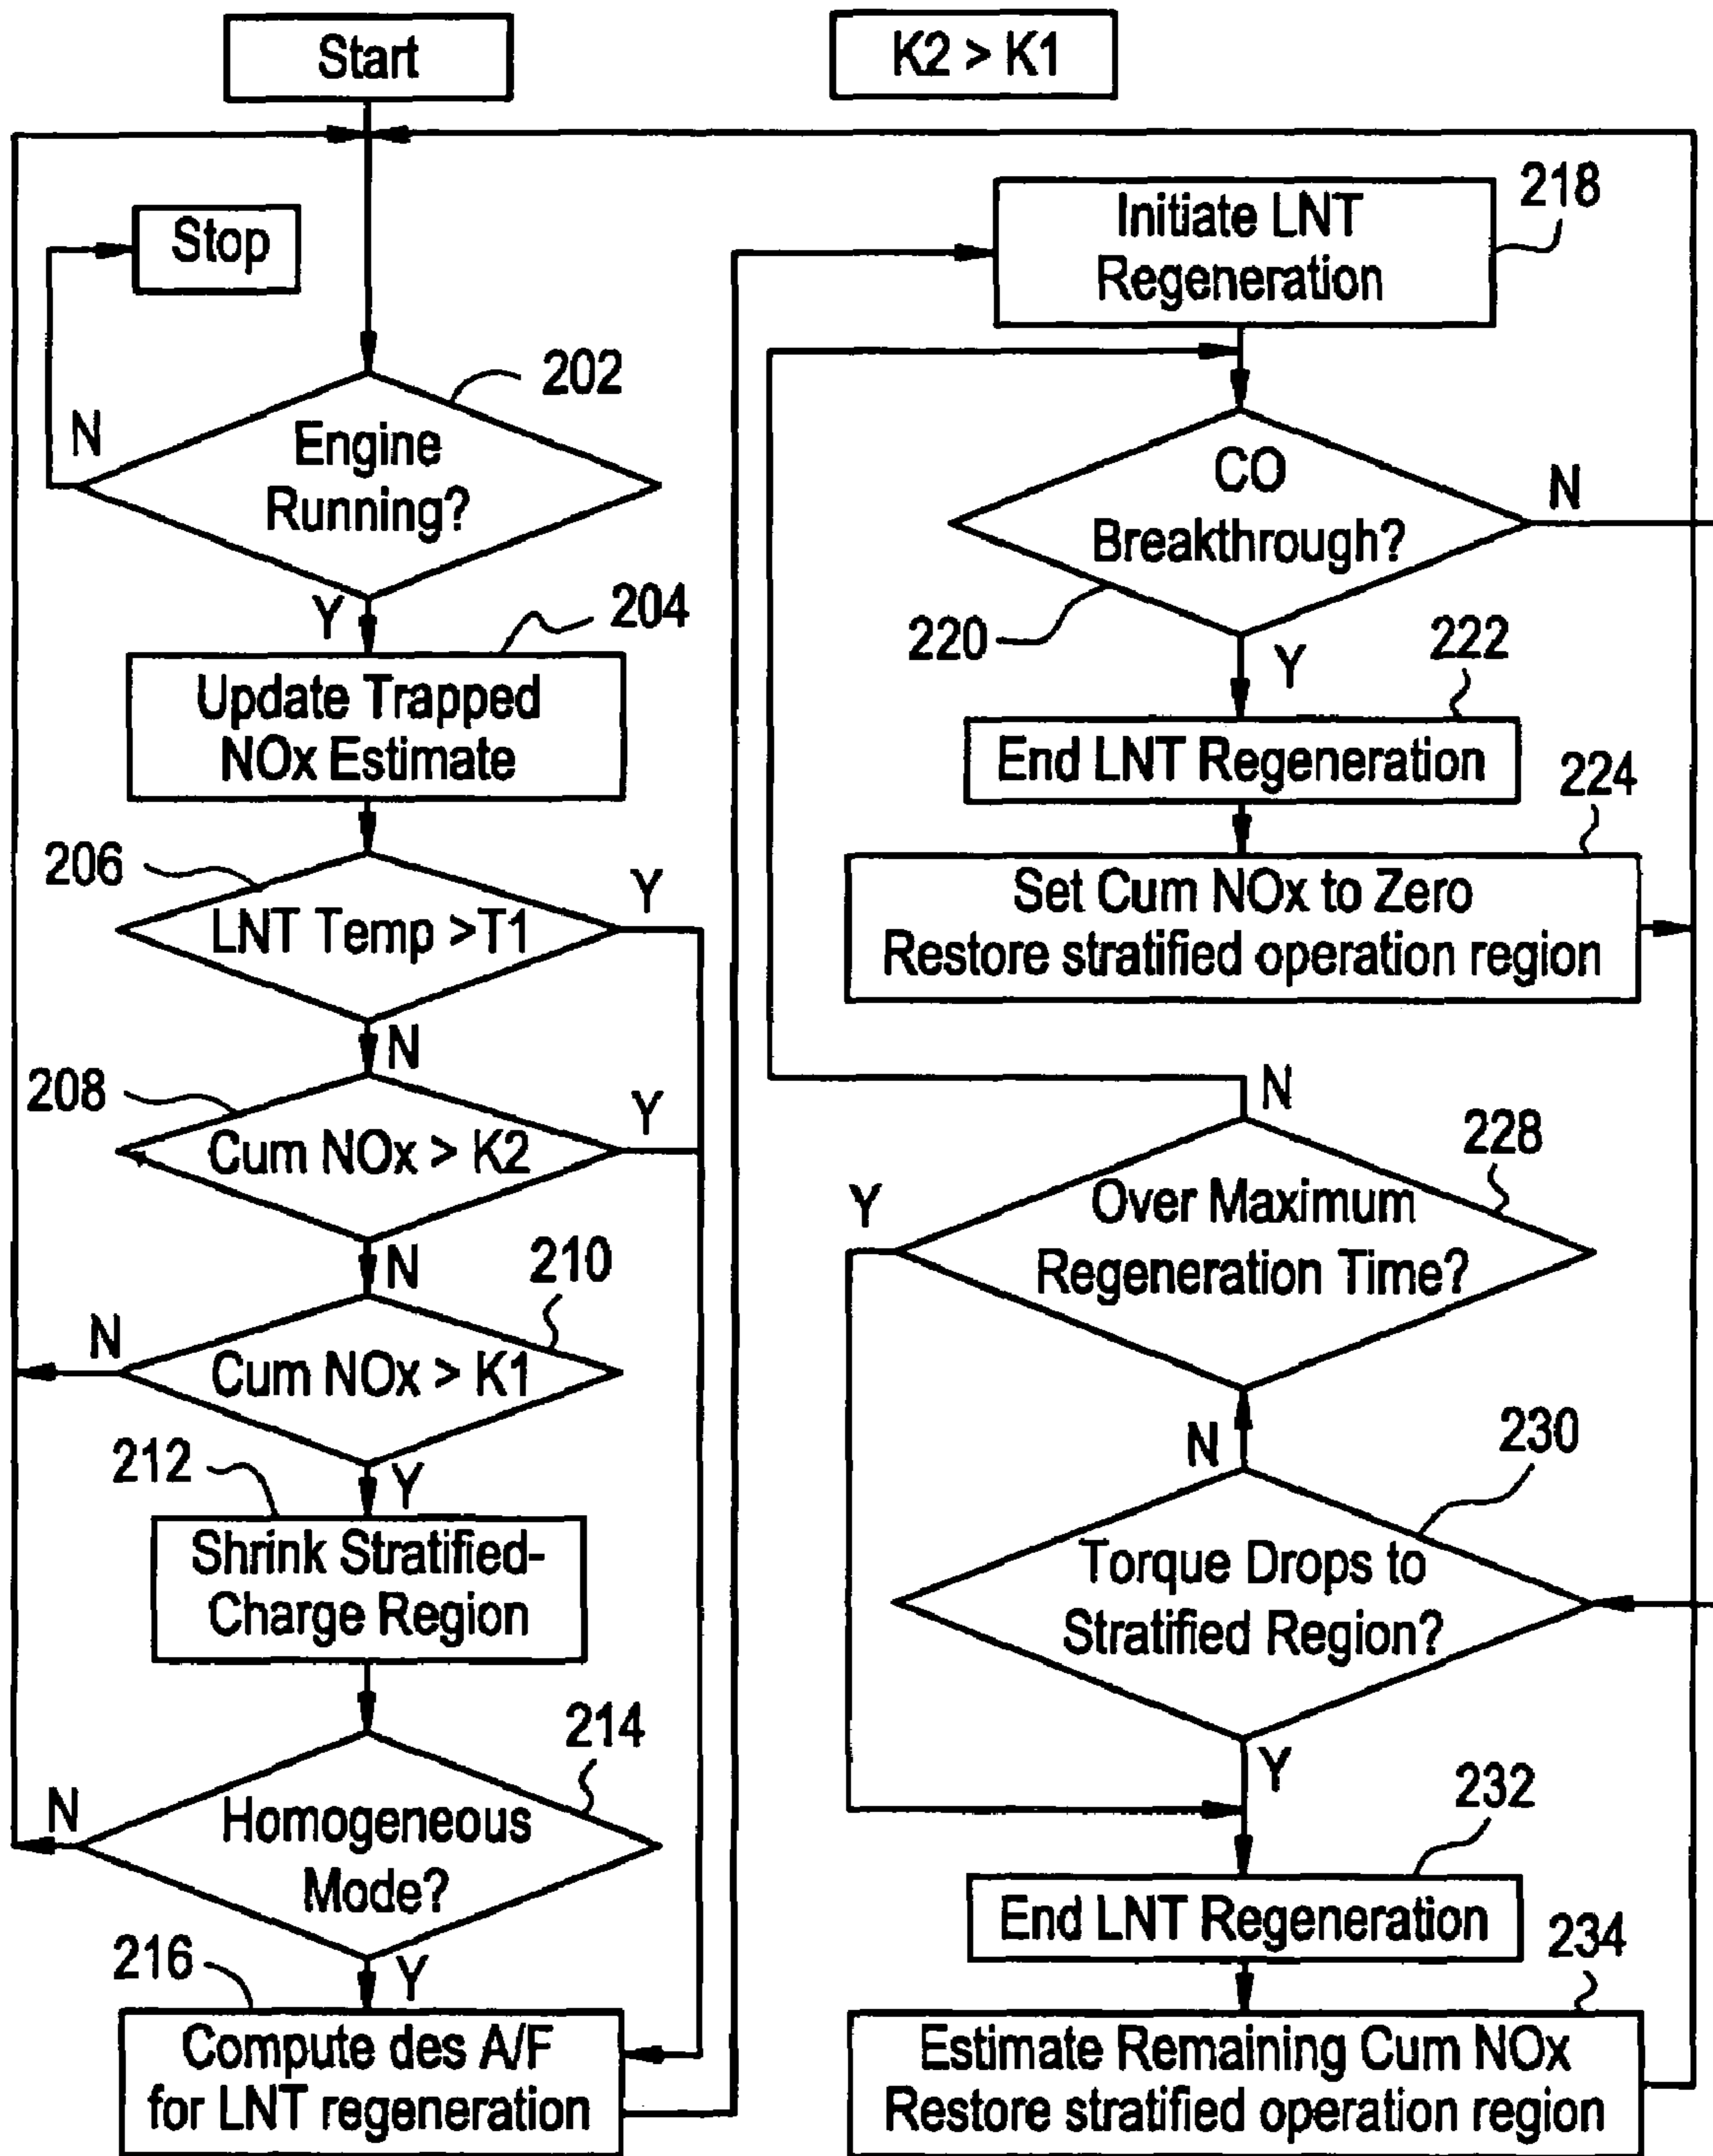 Start
K2 > K1
Stop
N
202
Engine
Running?
Y
204
Update Trapped
NOx Estimate
206
LNT Temp >T1
Y
N
208
Cum NOx > K2
Y
N
210
Cum NOx > K1
N
212
Y
Shrink Stratified-
Charge Region
214
N
Homogeneous
Mode?
216
Y
Compute des A/F
for LNT regeneration
218
Initiate LNT
Regeneration
CO
Breakthrough?
N
220
Y
222
End LNT Regeneration
224
Set Cum NOx to Zero
Restore stratified operation region
N
228
Y
Over Maximum
Regeneration Time?
N
230
Torque Drops to
Stratified Region?
Y
232
End LNT Regeneration
234
Estimate Remaining Cum NOx
Restore stratified operation region